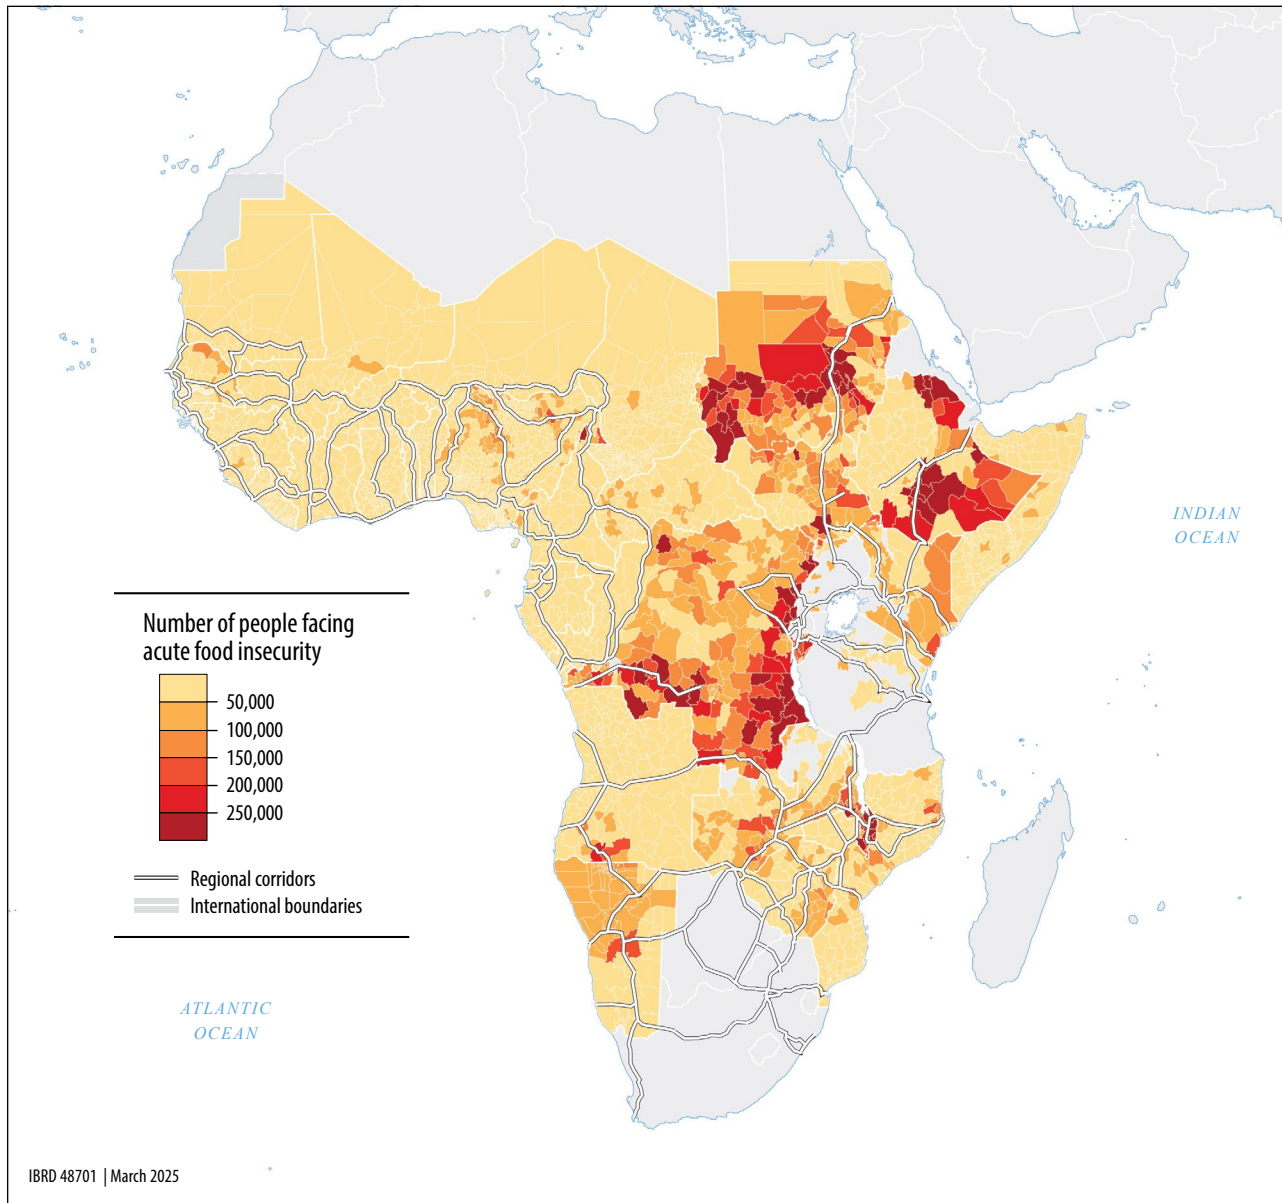 INDIAN
OCEAN
Number of people facing
acute food insecurity
50,000
100,000
150,000
200,000
250,000
Regional corridors
International boundaries
ATLANTIC
OCEAN
IBRD 48701 | March 2025